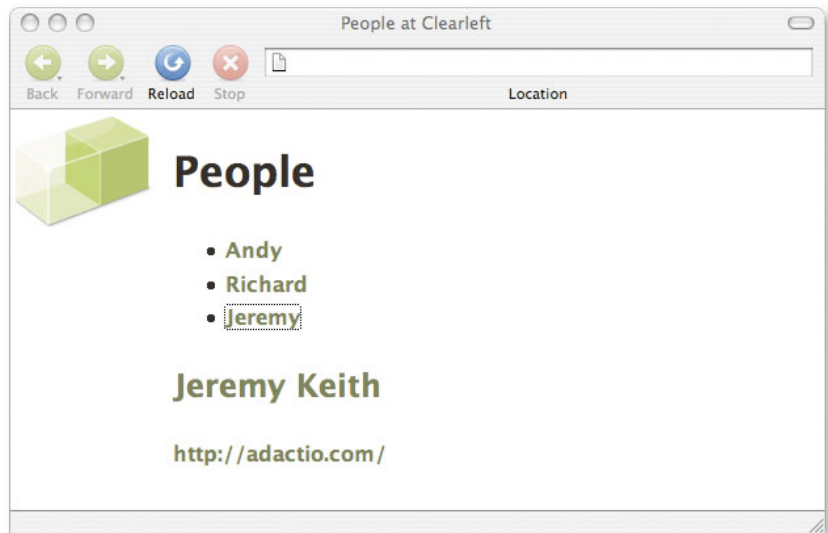 People at Clearleft
Back Forward Reload Stop Location
People
• Andy
• Richard
• Jeremy
Jeremy Keith
http://adactio.com/